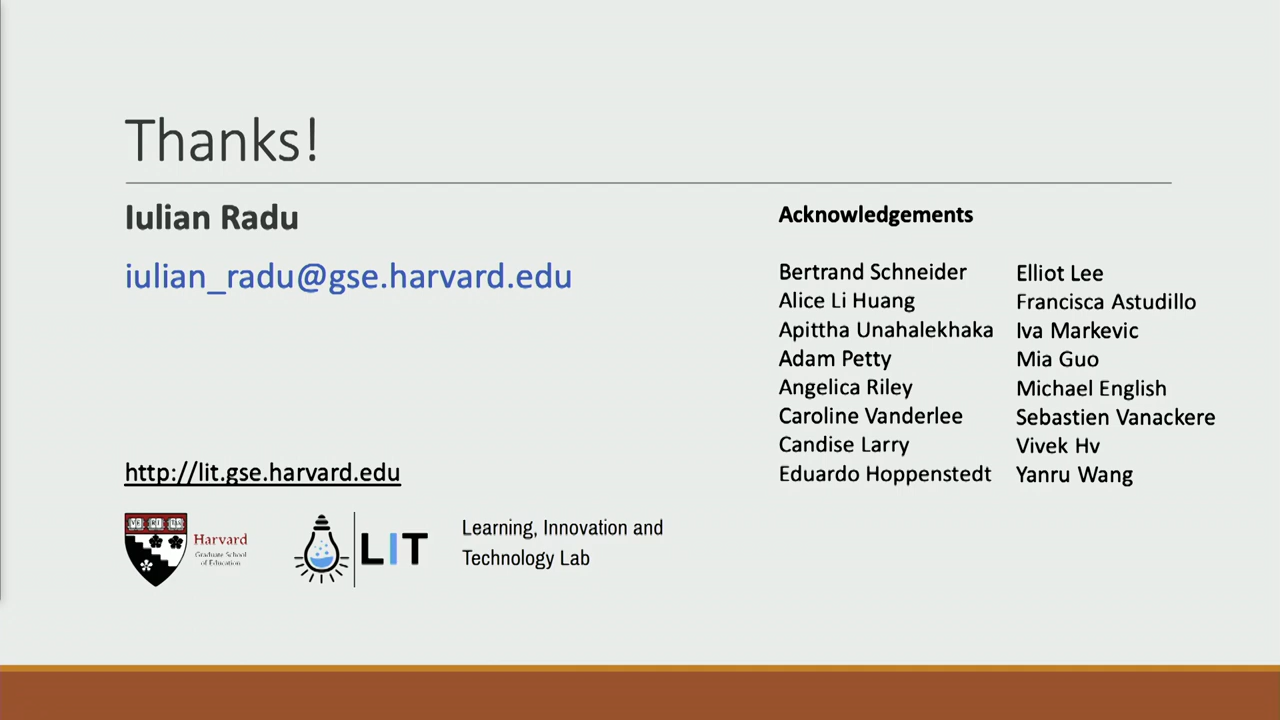 Thanks!
Iulian Radu
iulian_radu@gse.harvard.edu
http://lit.gse.harvard.edu
VE RI TAS
Harvard
Graduate School
of Education
LIT
Learning, Innovation and
Technology Lab
Acknowledgements
Bertrand Schneider
Alice Li Huang
Apittha Unahalekhaka
Adam Petty
Angelica Riley
Caroline Vanderlee
Candise Larry
Eduardo Hoppenstedt
Elliot Lee
Francisca Astudillo
Iva Markevic
Mia Guo
Michael English
Sebastien Vanackere
Vivek Hv
Yanru Wang